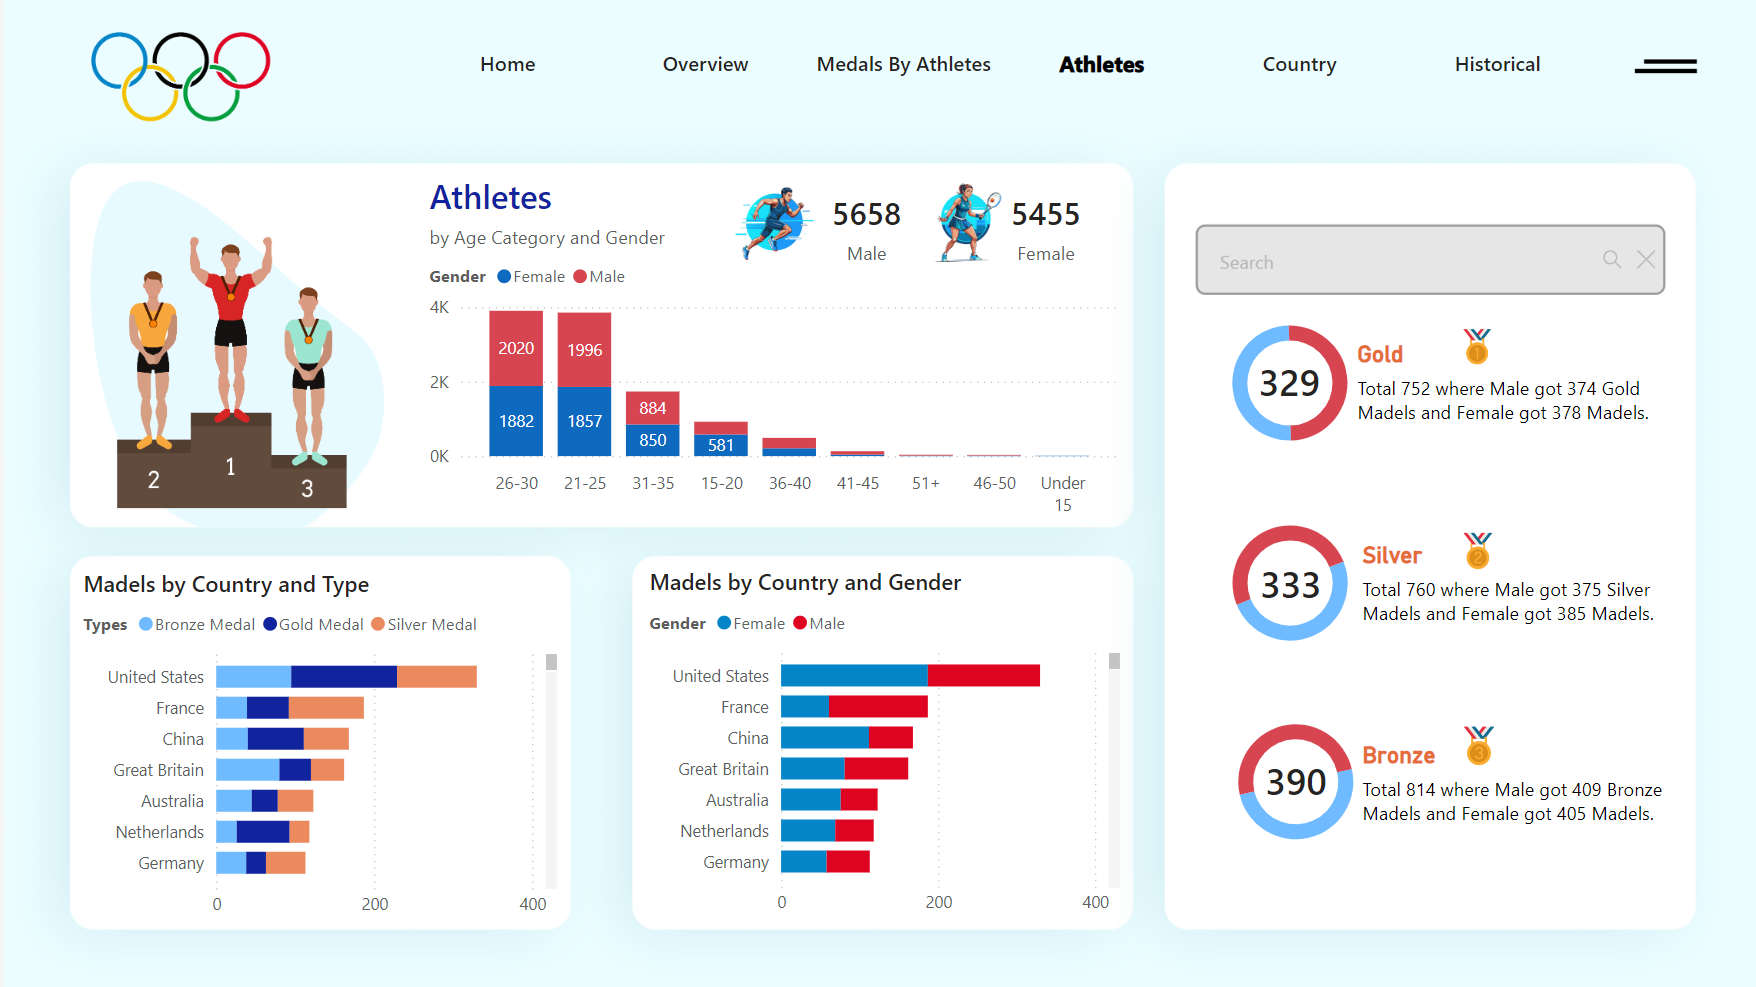 Home Overview Medals By Athletes Athletes Country Historical
Athletes
by Age Category and Gender
5658
Male
5455
Female
Gender Female Male
4K
2K
0K
2020
1882
1996
1857
884
850
581
26-30 21-25 31-35 15-20 36-40 41-45 51+ 46-50 Under
15
2
1
3
Search
329
Gold
1
Total 752 where Male got 374 Gold
Madels and Female got 378 Madels.
333
Silver
2
Total 760 where Male got 375 Silver
Madels and Female got 385 Madels.
390
Bronze
3
Total 814 where Male got 409 Bronze
Madels and Female got 405 Madels.
Madels by Country and Type
Types Bronze Medal Gold Medal Silver Medal
United States
France
China
Great Britain
Australia
Netherlands
Germany
0 200 400
Madels by Country and Gender
Gender Female Male
United States
France
China
Great Britain
Australia
Netherlands
Germany
0 200 400